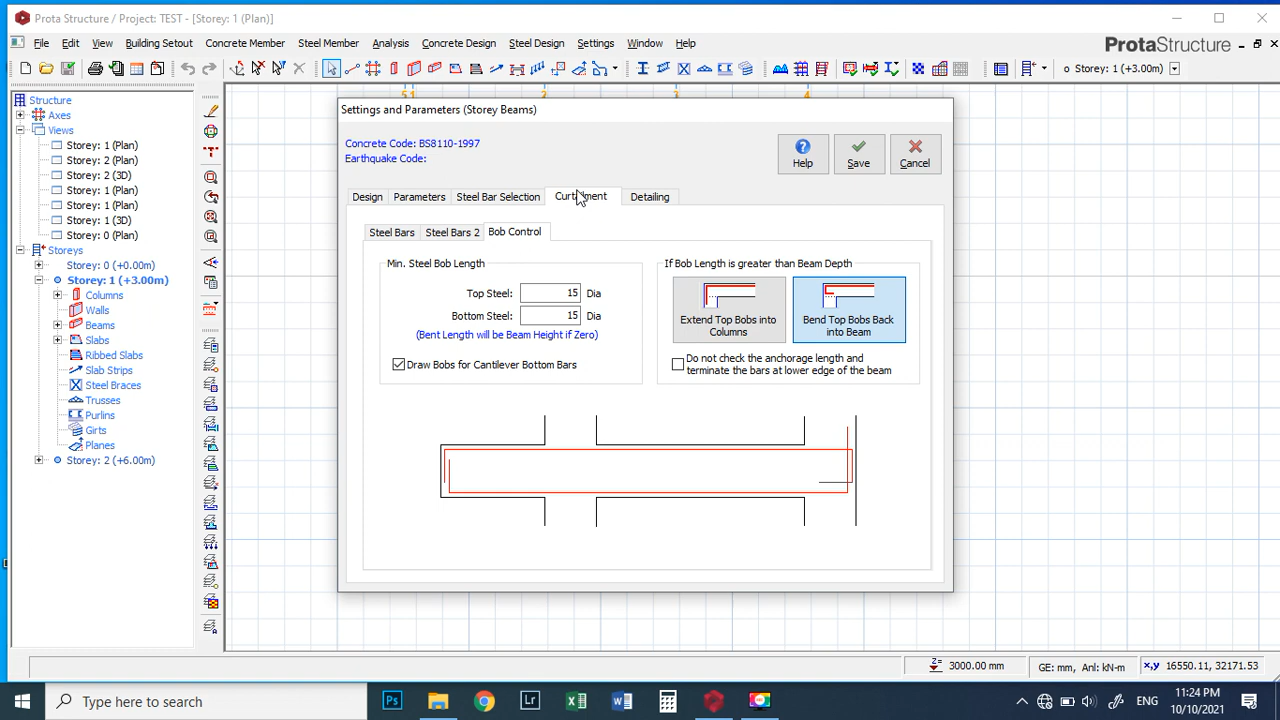 Prota Structure / Project: TEST - [Storey: 1 (Plan)]
File Edit View Building Setout Concrete Member Steel Member Analysis Concrete Design Steel Design Settings Window Help
ProtaStructure
Storey: 1 (+3.00m)
Structure
Axes
Views
Storey: 1 (Plan)
Storey: 2 (Plan)
Storey: 2 (3D)
Storey: 1 (Plan)
Storey: 1 (Plan)
Storey: 1 (3D)
Storey: 0 (Plan)
Storeys
Storey: 0 (+0.00m)
Storey: 1 (+3.00m)
Columns
Walls
Beams
Slabs
Ribbed Slabs
Slab Strips
Steel Braces
Trusses
Purlins
Girts
Planes
Storey: 2 (+6.00m)
2 3 4
Settings and Parameters (Storey Beams)
Concrete Code: BS8110-1997
Earthquake Code:
Help Save Cancel
Design Parameters Steel Bar Selection Detailing
Steel Bars Steel Bars 2 Bob Control
Min. Steel Bob Length
Top Steel: 15 Dia
Bottom Steel: 15 Dia
(Bent Length will be Beam Height if Zero)
Draw Bobs for Cantilever Bottom Bars
If Bob Length is greater than Beam Depth
Extend Top Bobs into
Columns
Bend Top Bobs Back
into Beam
Do not check the anchorage length and
terminate the bars at lower edge of the beam
Z= 3000.00 mm GE: mm, Anl: kN-m x,y 16550.11, 32171.53
Type here to search
Ps
Lr
ENG
11:24 PM
10/10/2021